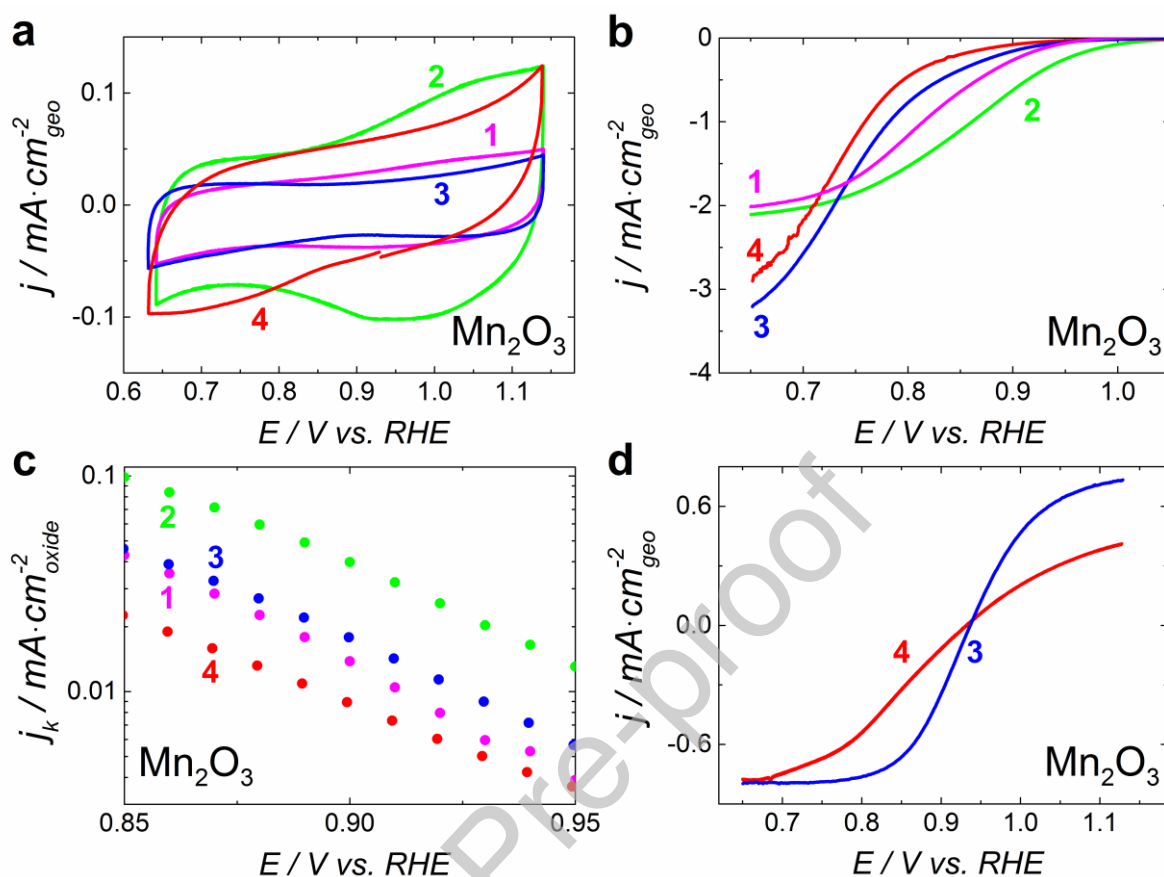 a
0.1
0.0
-0.1
j / mA·cm⁻²geo
2
1
3
4
Mn₂O₃
0.6 0.7 0.8 0.9 1.0 1.1
E / V vs. RHE
b
0
-1
-2
-3
-4
j / mA·cm⁻²geo
2
1
4
3
Mn₂O₃
0.7 0.8 0.9 1.0
E / V vs. RHE
c
0.1
0.01
jₖ / mA·cm⁻²oxide
2
3
1
4
Mn₂O₃
0.85 0.90 0.95
E / V vs. RHE
d
0.6
0.0
-0.6
j / mA·cm⁻²geo
4
3
Mn₂O₃
0.7 0.8 0.9 1.0 1.1
E / V vs. RHE
Pre-proof